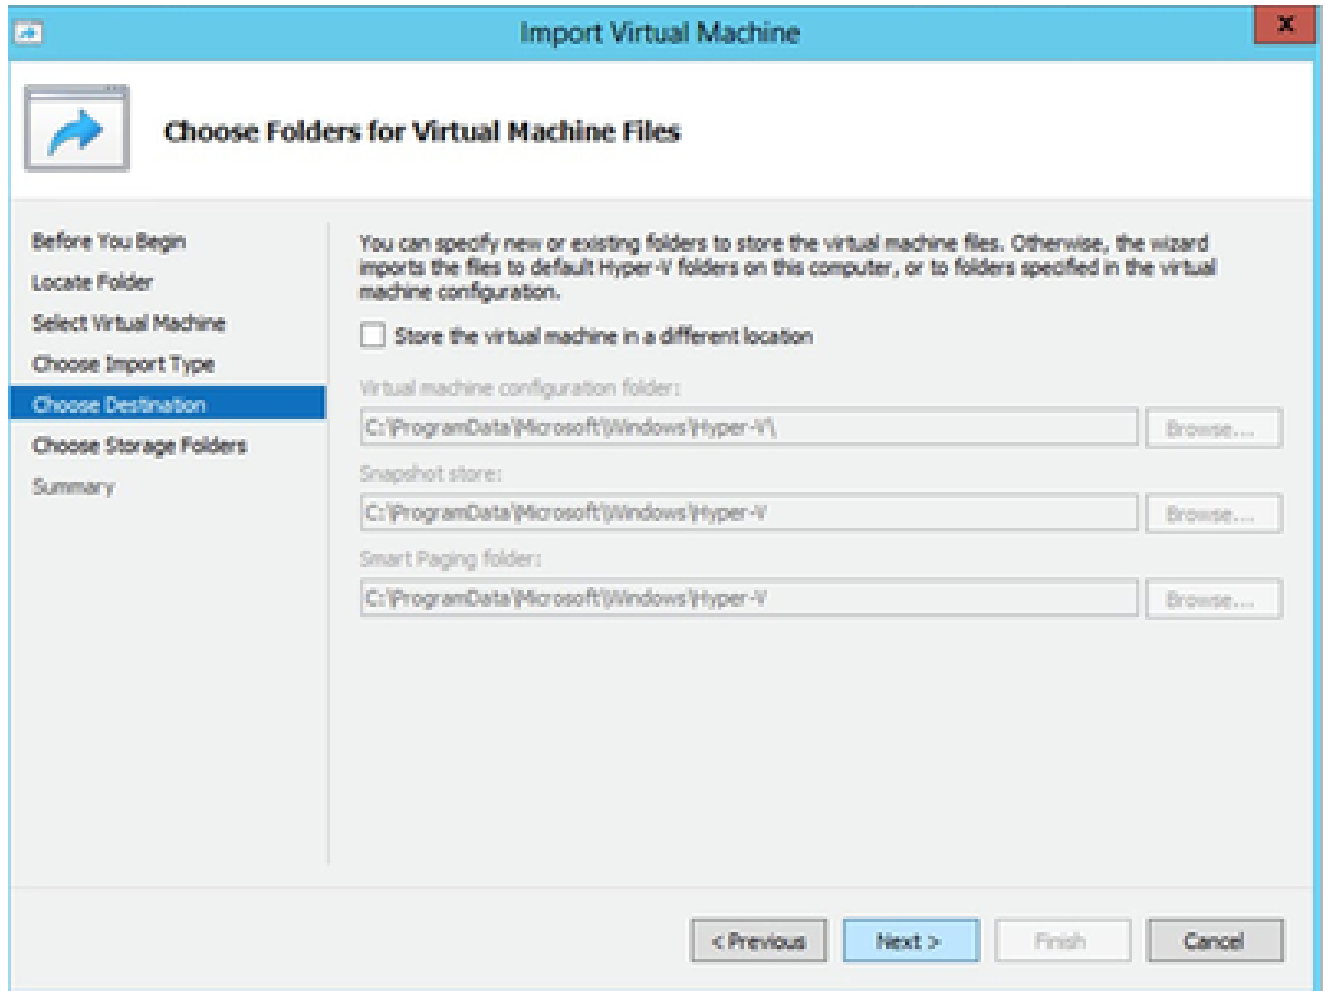 Import Virtual Machine
X
Choose Folders for Virtual Machine Files
Before You Begin
Locate Folder
Select Virtual Machine
Choose Import Type
Choose Destination
Choose Storage Folders
Summary
You can specify new or existing folders to store the virtual machine files. Otherwise, the wizard
imports the files to default Hyper-V folders on this computer, or to folders specified in the virtual
machine configuration.
Store the virtual machine in a different location
Virtual machine configuration folder:
C:\ProgramData\Microsoft\Windows\Hyper-V\
Browse...
Snapshot store:
C:\ProgramData\Microsoft\Windows\Hyper-V
Browse...
Smart Paging folder:
C:\ProgramData\Microsoft\Windows\Hyper-V
Browse...
< Previous
Next >
Finish
Cancel